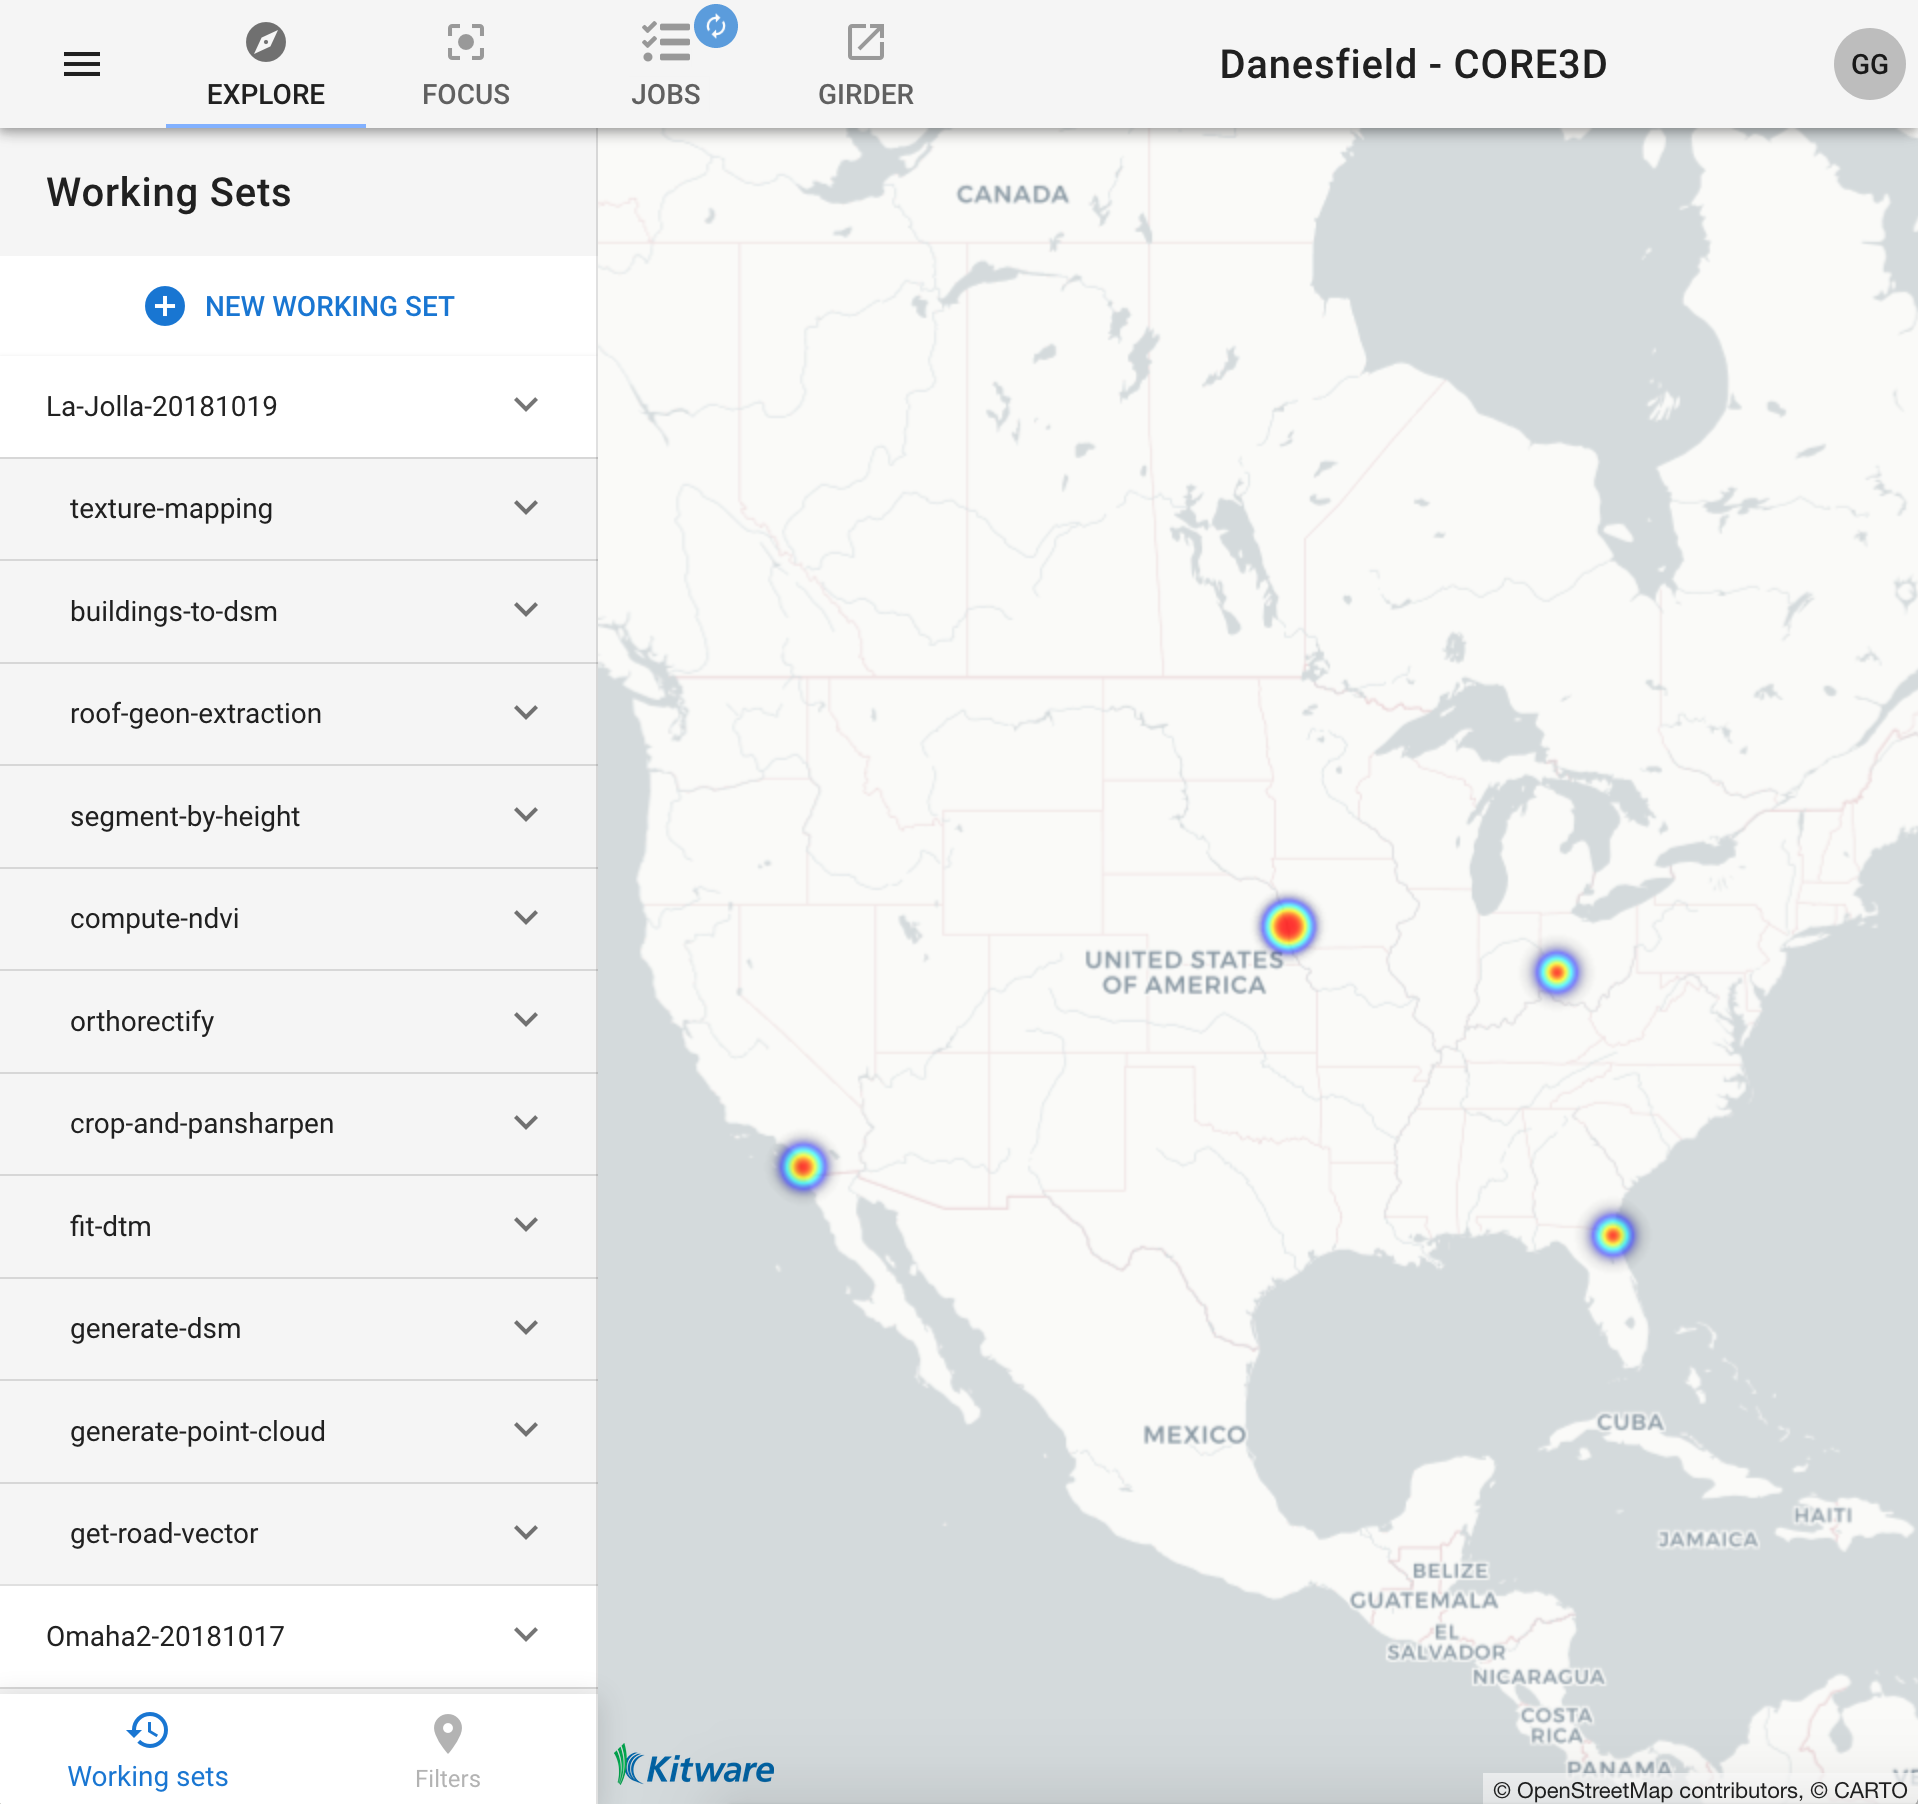 EXPLORE
FOCUS
JOBS
GIRDER
Danesfield - CORE3D
GG
Working Sets
NEW WORKING SET
La-Jolla-20181019
texture-mapping
buildings-to-dsm
roof-geon-extraction
segment-by-height
compute-ndvi
orthorectify
crop-and-pansharpen
fit-dtm
generate-dsm
generate-point-cloud
get-road-vector
Omaha2-20181017
Working sets
Filters
CANADA
UNITED STATES
OF AMERICA
MEXICO
CUBA
HAITI
JAMAICA
BELIZE
GUATEMALA
EL
SALVADOR
NICARAGUA
COSTA
RICA
PANAMA
Kitware
© OpenStreetMap contributors, © CARTO